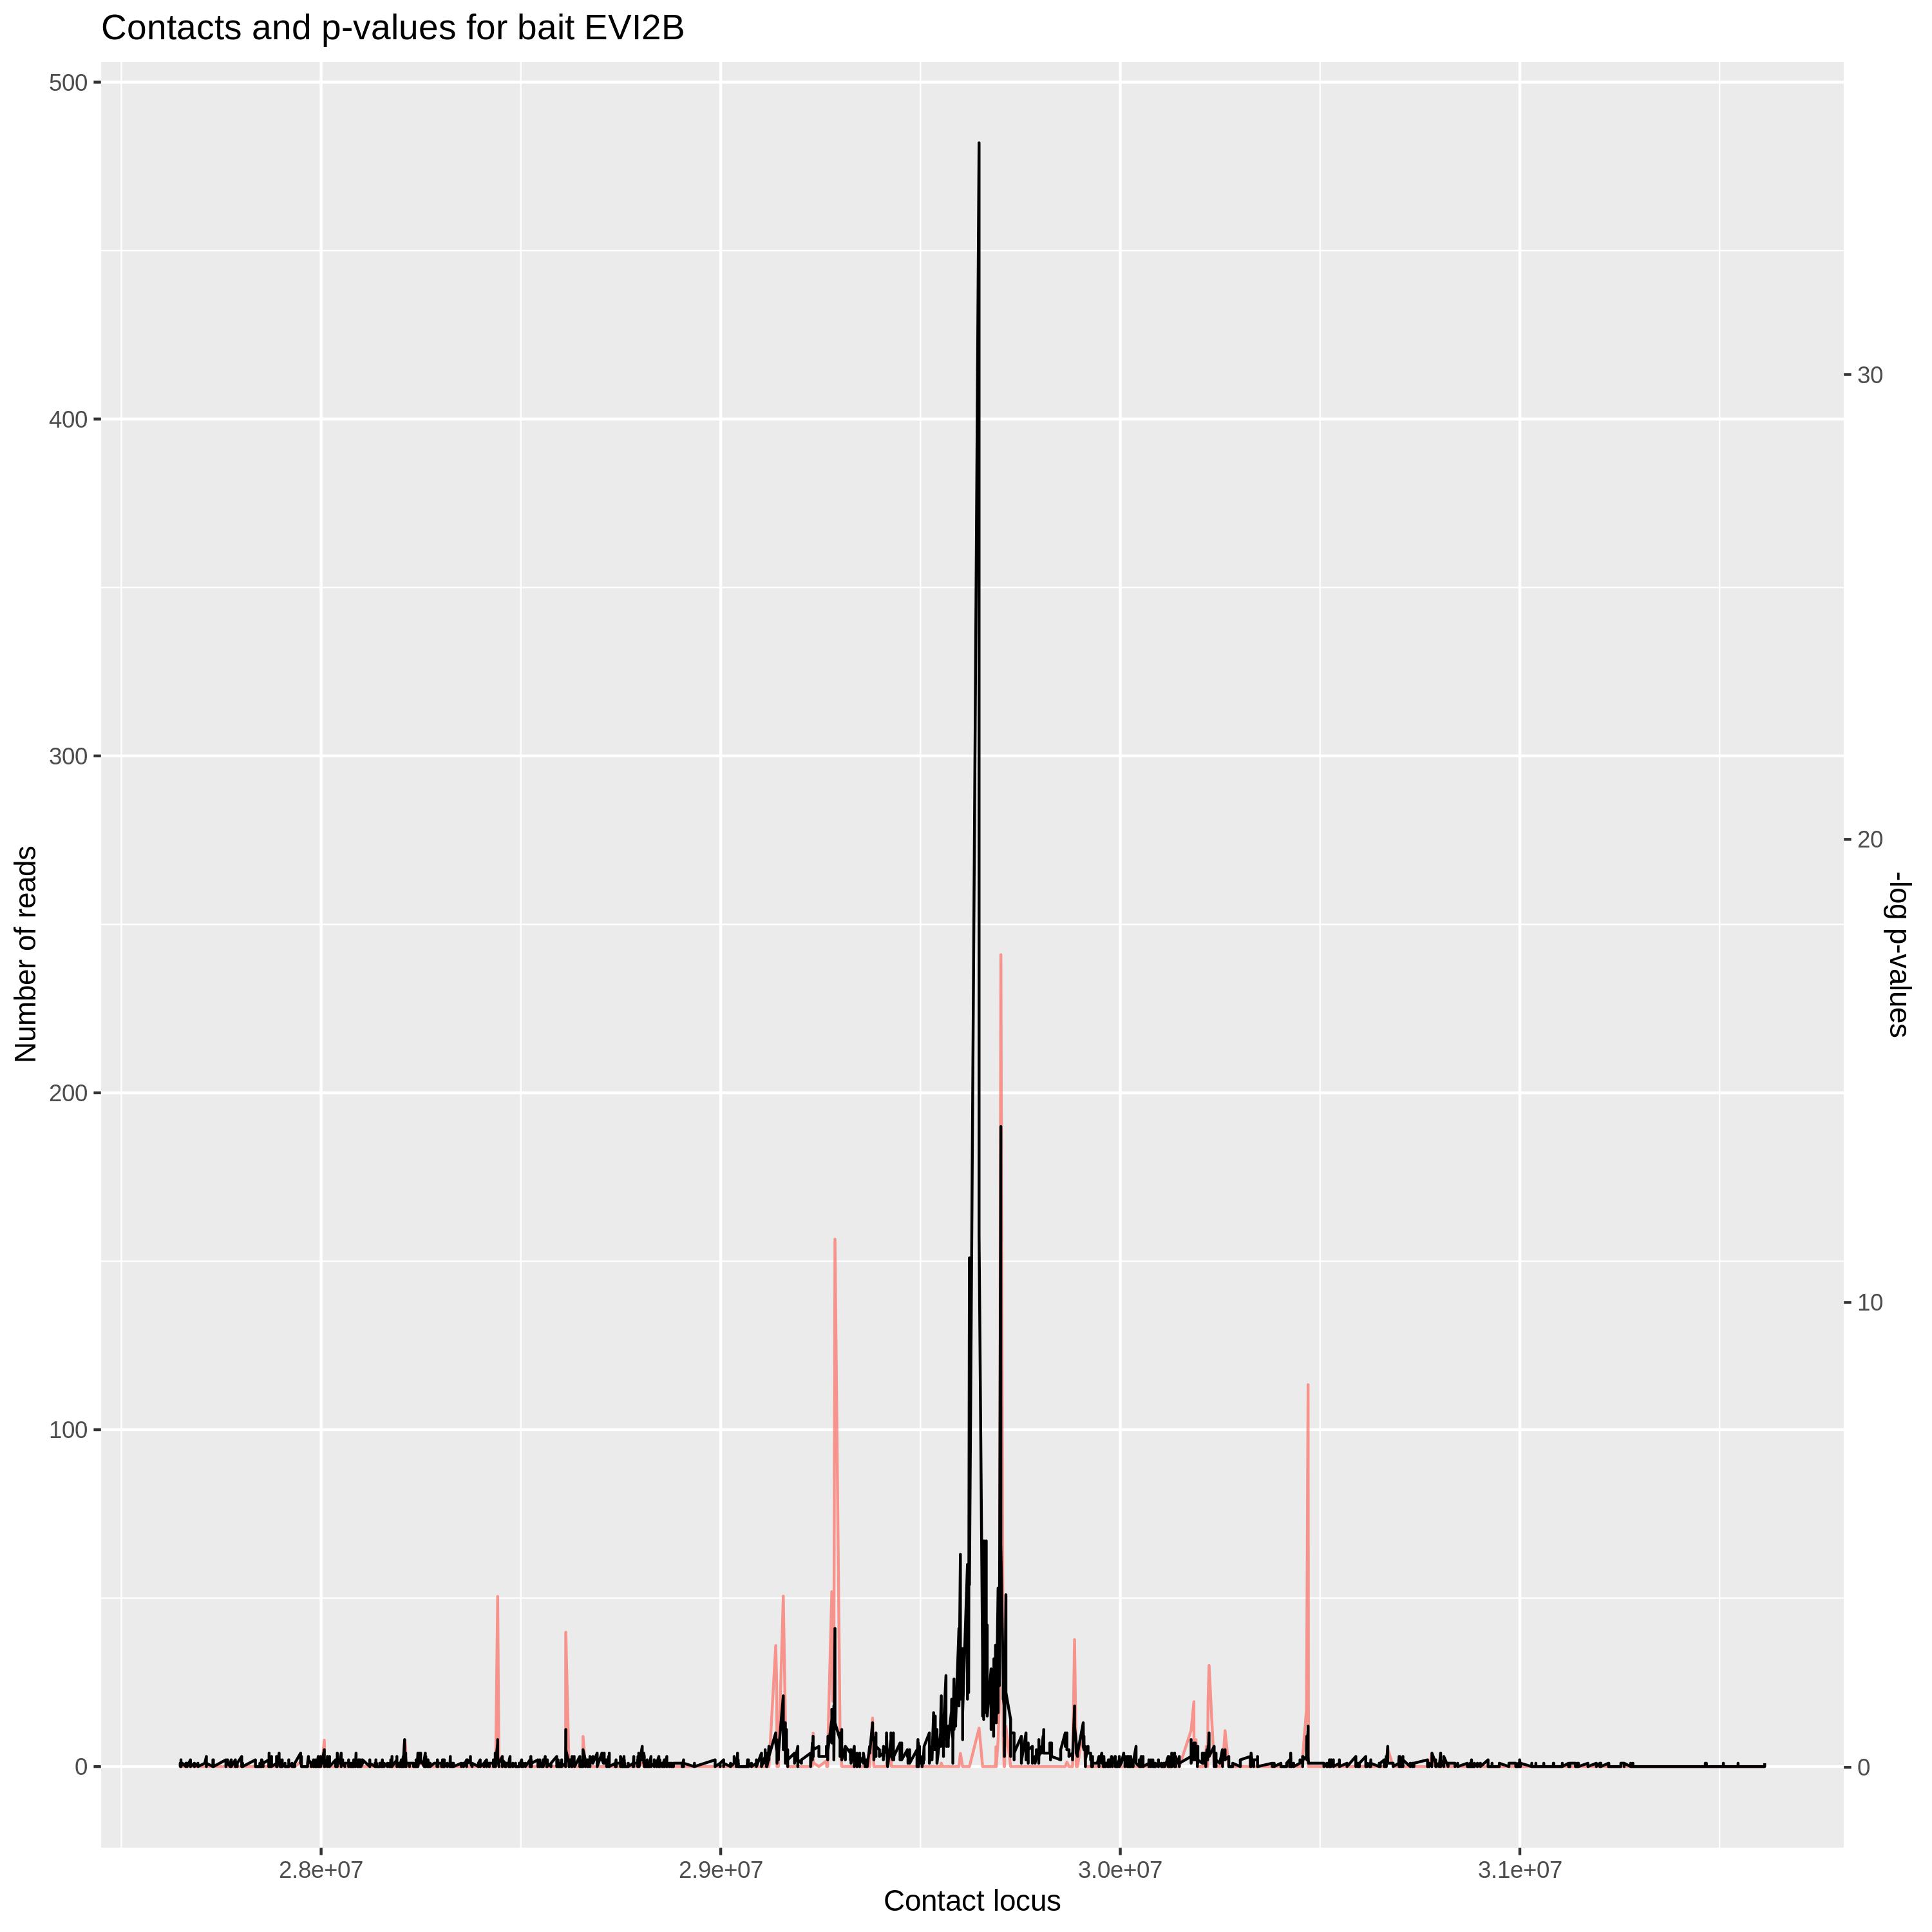 Contacts and p-values for bait EVI2B
500
400
300
200
100
0
Number of reads
30
20
10
0
-log p-values
2.8e+07
2.9e+07
3.0e+07
3.1e+07
Contact locus